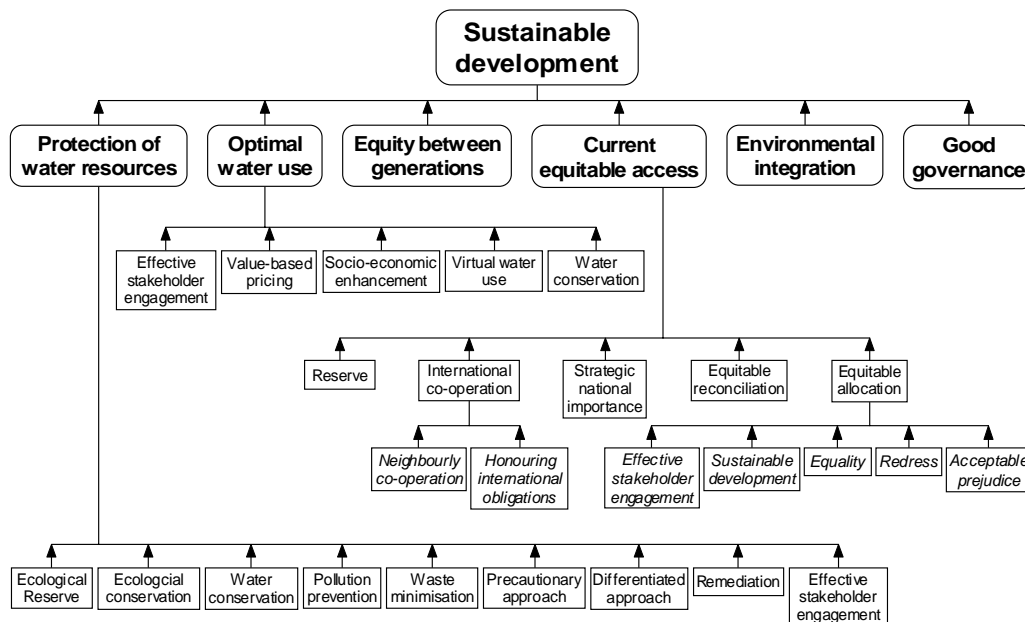 Sustainable
development
Protection of
water resources
Optimal
water use
Equity between
generations
Current
equitable access
Environmental
integration
Good
governance
Effective
stakeholder
engagement
Value-based
pricing
Socio-economic
enhancement
Virtual water
use
Water
conservation
Reserve
International
co-operation
Strategic
national
importance
Equitable
reconciliation
Equitable
allocation
Neighbourly
co-operation
Honouring
international
obligations
Effective
stakeholder
engagement
Sustainable
development
Equality
Redress
Acceptable
prejudice
Ecological
Reserve
Ecologcial
conservation
Water
conservation
Pollution
prevention
Waste
minimisation
Precautionary
approach
Differentiated
approach
Remediation
Effective
stakeholder
engagement